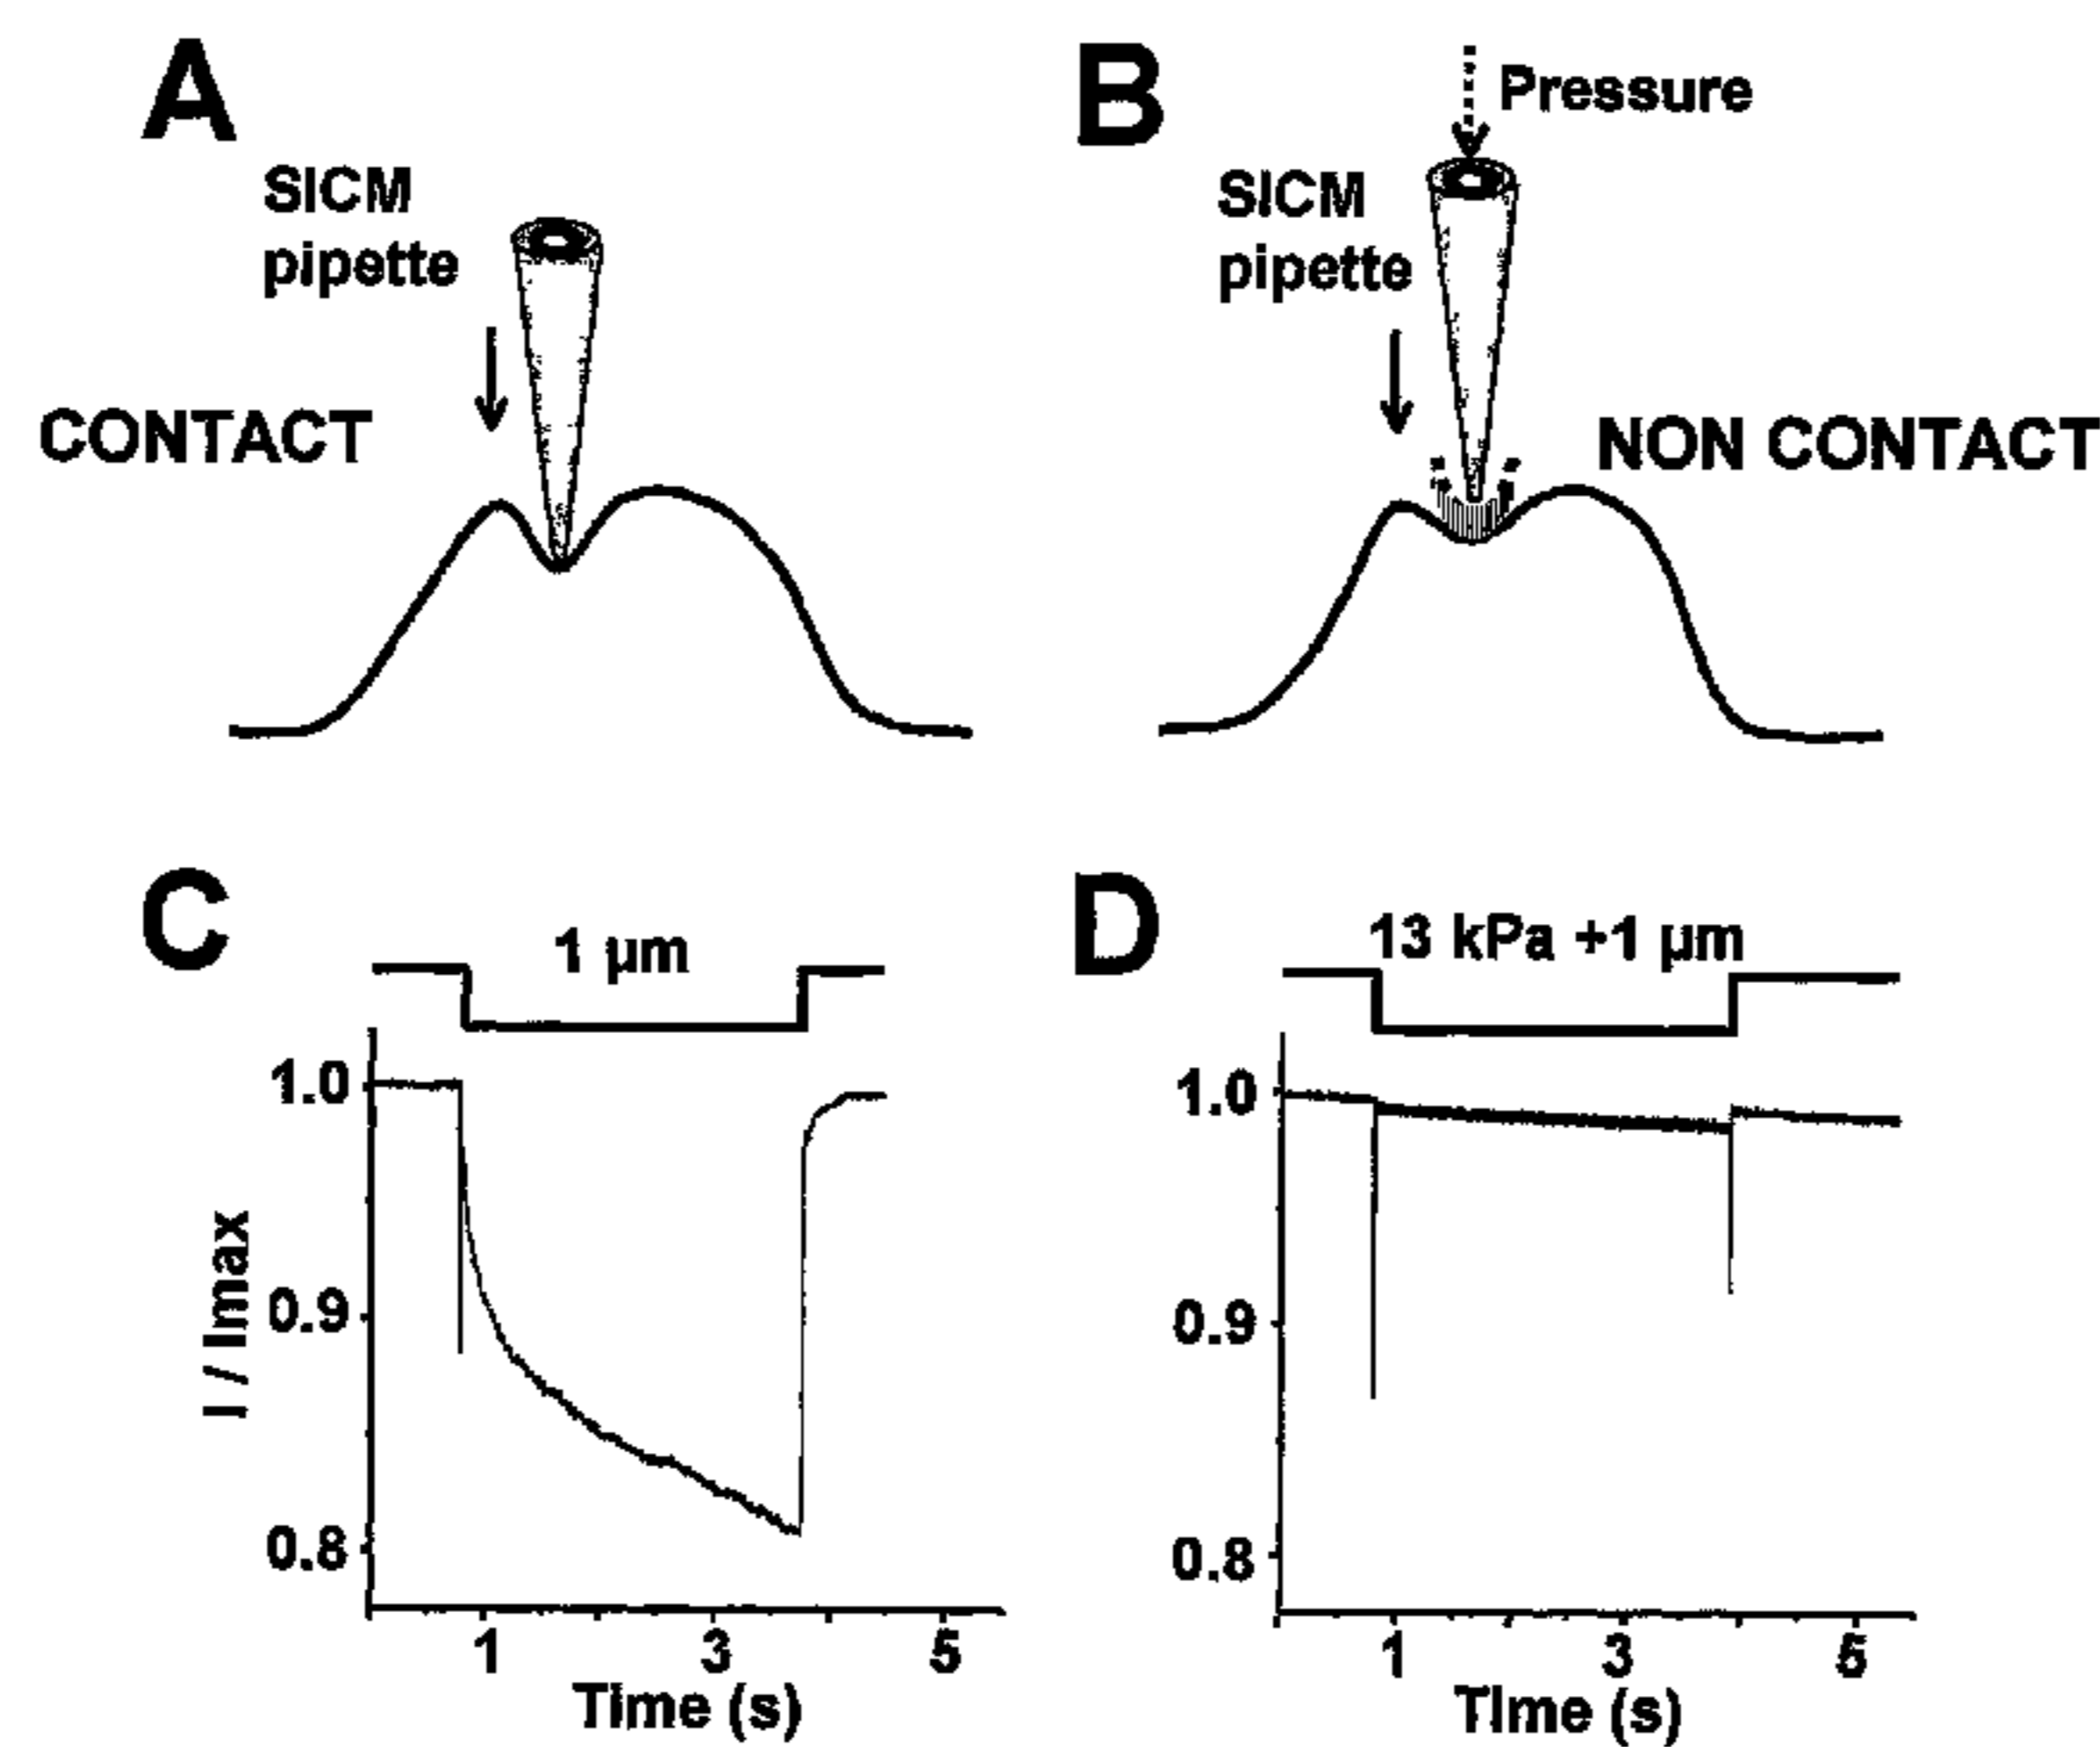 A
SICM
pipette
CONTACT
B
Pressure
SICM
pipette
NON CONTACT
C
1 µm
1.0
0.9
0.8
I / Imax
1
3
5
Time (s)
D
13 kPa +1 µm
1.0
0.9
0.8
1
3
5
Time (s)